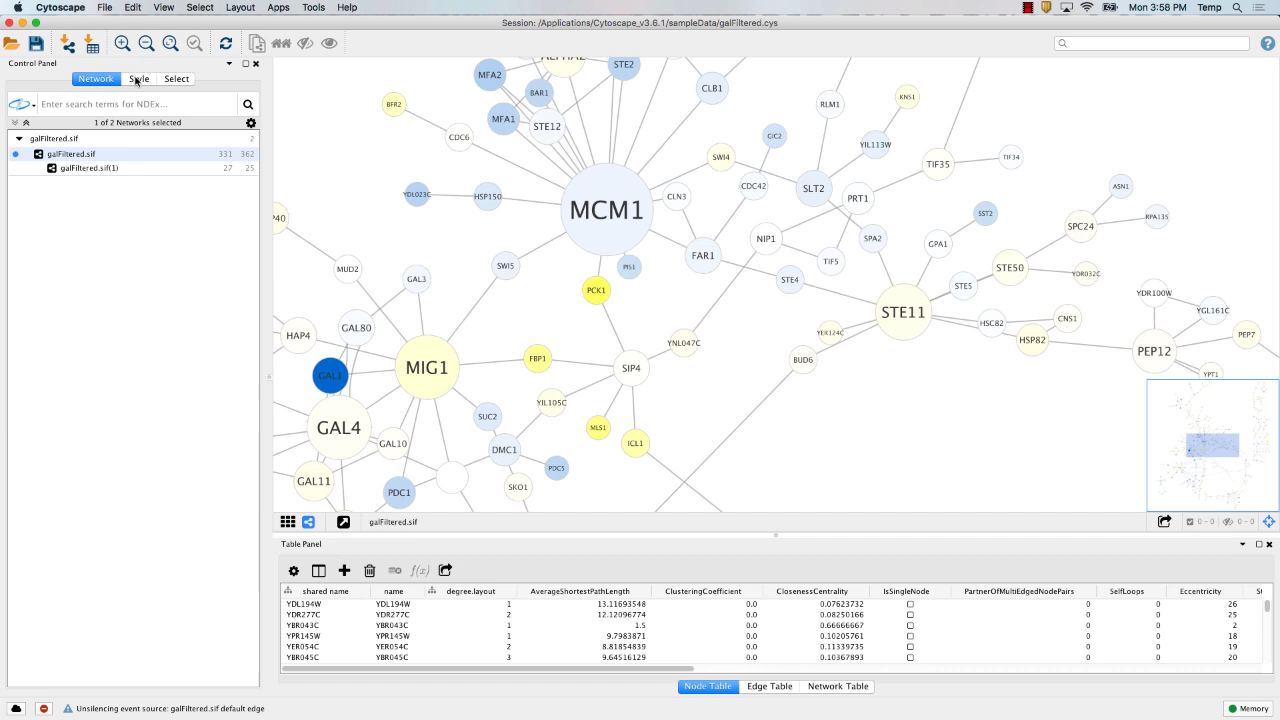 Cytoscape File Edit View Select Layout Apps Tools Help Mon 3:58 PM Temp
Session: /Applications/Cytoscape_v3.6.1/sampleData/galFiltered.cys
Control Panel
Network Style Select
Enter search terms for NDEx...
1 of 2 Networks selected
galFiltered.sif 2
galFiltered.sif 331 362
galFiltered.sif(1) 27 25
STE2
MFA2
CLB1
BAR1
BFR2
KNS1
RLM1
MFA1
STE12
CDC6
GIC2
YIL113W
SWI4
TIF35
TIF34
CDC42
SLT2
ASN1
YDL023C
HSP150
CLN3
PRT1
MCM1
SST2
RPA135
P40
SPC24
NIP1
SPA2
GPA1
FAR1
TIF5
MUD2
SWI5
PIS1
STE50
YOR032C
GAL3
STE4
STE5
PCK1
YDR100W
YGL161C
STE11
CNS1
HSC82
GAL80
HAP4
YER124C
PEP7
HSP82
YNL047C
PEP12
FBP1
BUD6
MIG1
SIP4
GAL1
YPT1
YIL105C
SUC2
GAL4
MLS1
GAL10
ICL1
DMC1
PDC5
GAL11
SKO1
PDC1
galFiltered.sif 0 - 0 0 - 0
Table Panel
f(x)
shared name name degree.layout AverageShortestPathLength ClusteringCoefficient ClosenessCentrality IsSingleNode PartnerOfMultiEdgedNodePairs SelfLoops Eccentricity
YDL194W YDL194W 1 13.11693548 0.0 0.07623732 0 0 26
YDR277C YDR277C 2 12.12096774 0.0 0.08250166 0 0 25
YBR043C YBR043C 1 1.5 0.0 0.66666667 0 0 2
YPR145W YPR145W 1 9.7983871 0.0 0.10205761 0 0 18
YER054C YER054C 2 8.81854839 0.0 0.11339735 0 0 19
YBR045C YBR045C 3 9.64516129 0.0 0.10367893 0 0 20
Node Table Edge Table Network Table
Unsilencing event source: galFiltered.sif default edge Memory